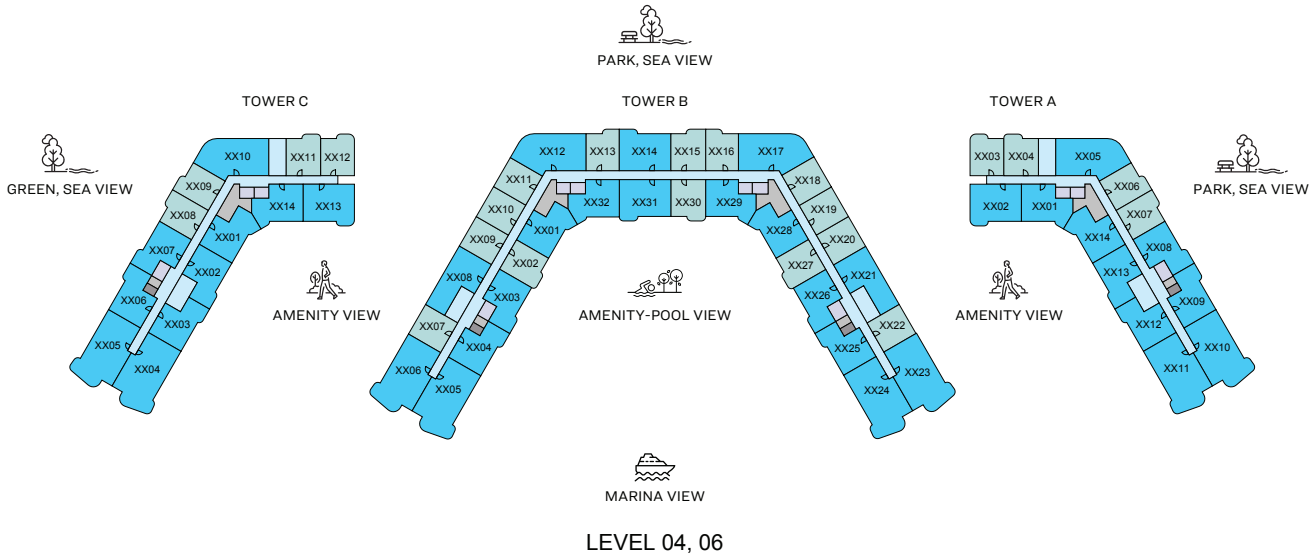 PARK, SEA VIEW
TOWER C
TOWER B
TOWER A
GREEN, SEA VIEW
PARK, SEA VIEW
XX10
XX11
XX12
XX09
XX08
XX07
XX06
XX05
XX04
XX03
XX02
XX01
XX14
XX13
XX12
XX13
XX14
XX15
XX16
XX17
XX11
XX10
XX09
XX08
XX07
XX06
XX05
XX04
XX03
XX02
XX01
XX32
XX31
XX30
XX29
XX28
XX27
XX26
XX25
XX24
XX23
XX22
XX21
XX20
XX19
XX18
XX03
XX04
XX05
XX02
XX01
XX06
XX07
XX14
XX08
XX13
XX09
XX12
XX10
XX11
AMENITY VIEW
AMENITY-POOL VIEW
AMENITY VIEW
MARINA VIEW
LEVEL 04, 06